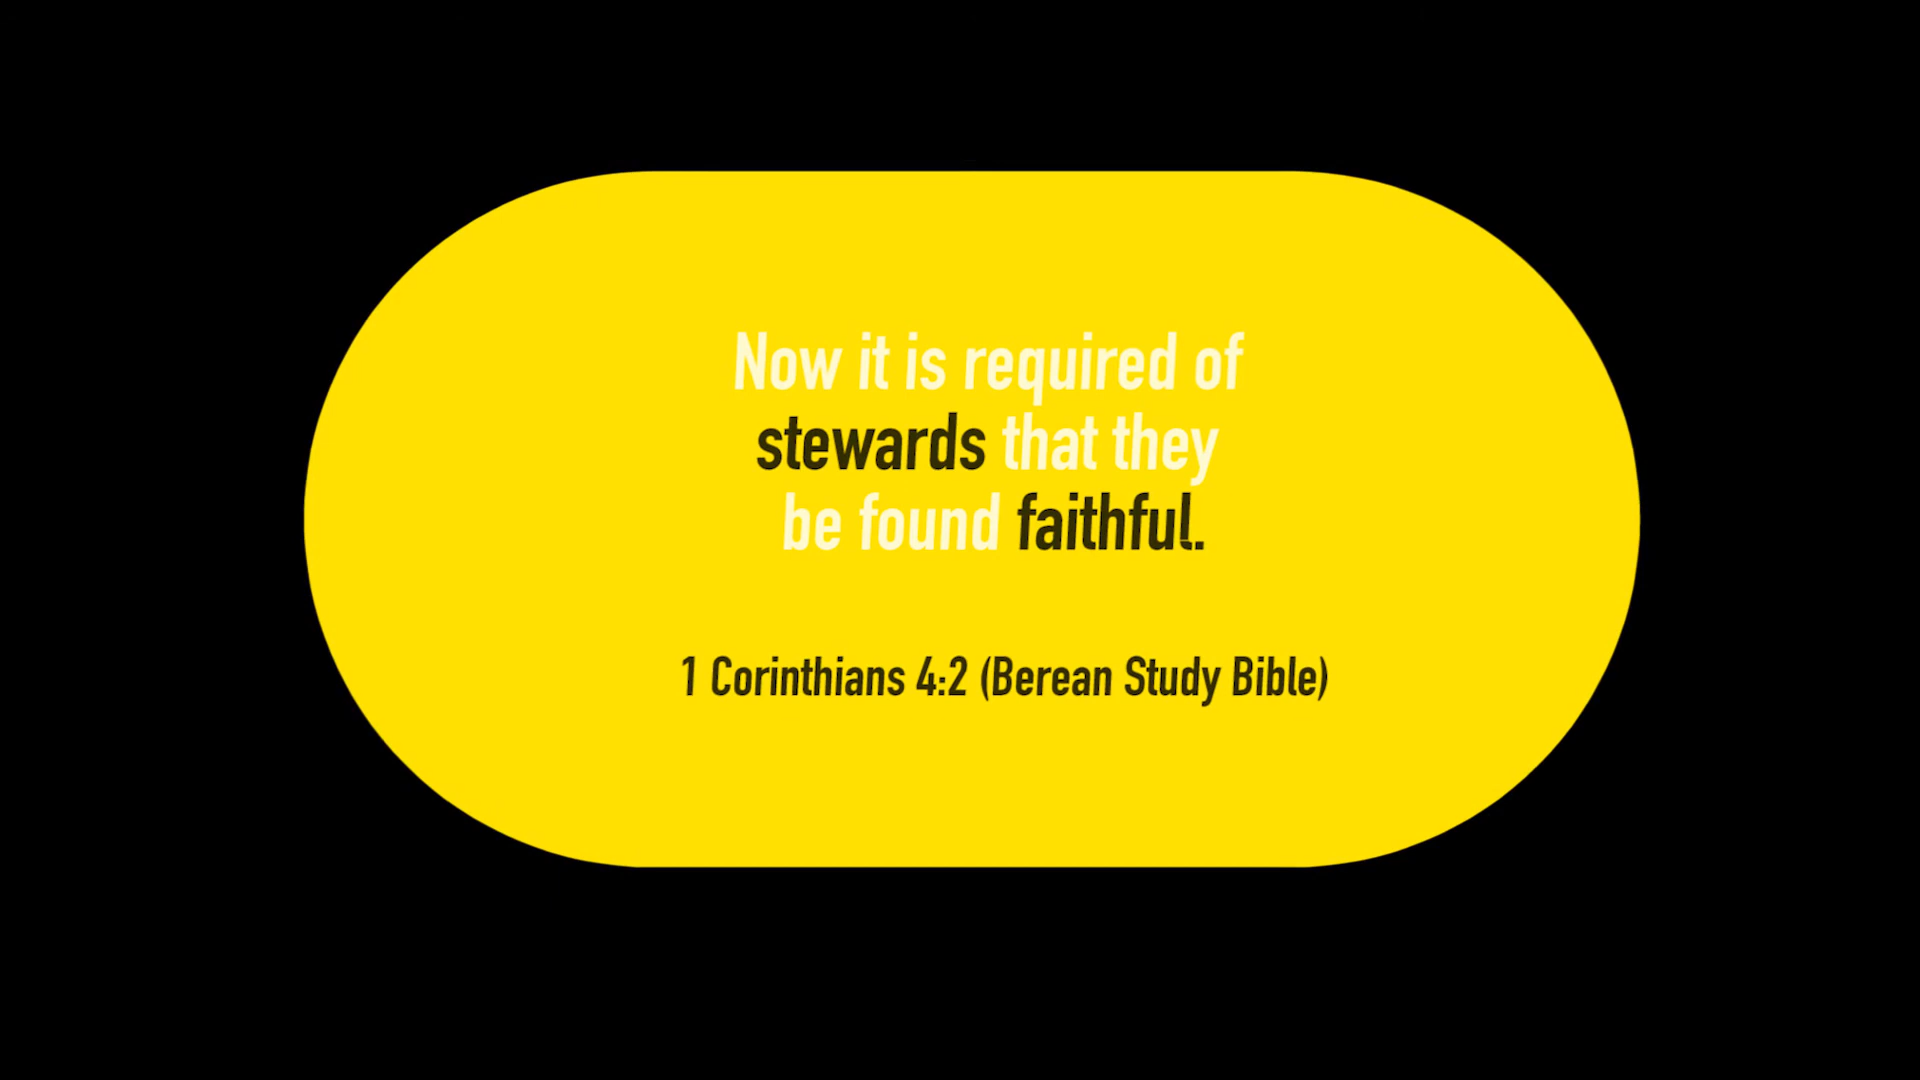 Now it is required of
stewards that they
be found faithful.
1 Corinthians 4:2 (Berean Study Bible)